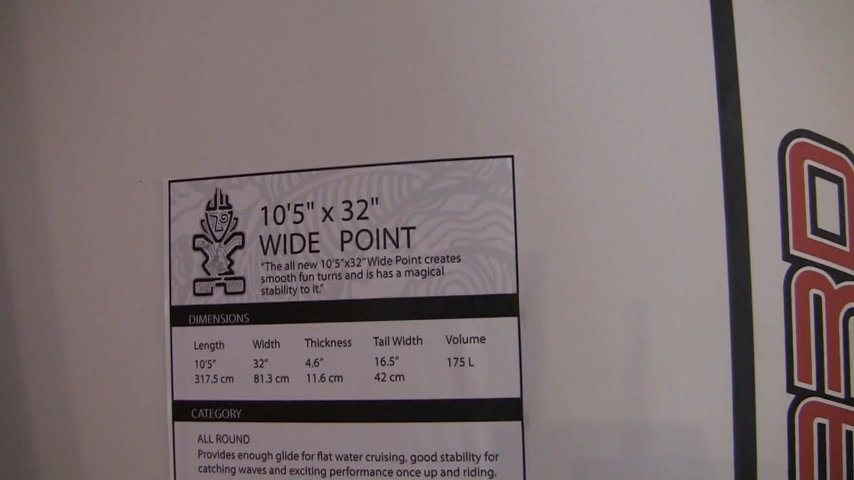 10'5" x 32"
WIDE POINT
"The all new 10'5"x32" Wide Point creates
smooth fun turns and is has a magical
stability to it."
DIMENSIONS
Length Width Thickness Tail Width Volume
10'5" 32" 4.6" 16.5" 175 L
317.5 cm 81.3 cm 11.6 cm 42 cm
CATEGORY
ALL ROUND
Provides enough glide for flat water cruising, good stability for
catching waves and exciting performance once up and riding.